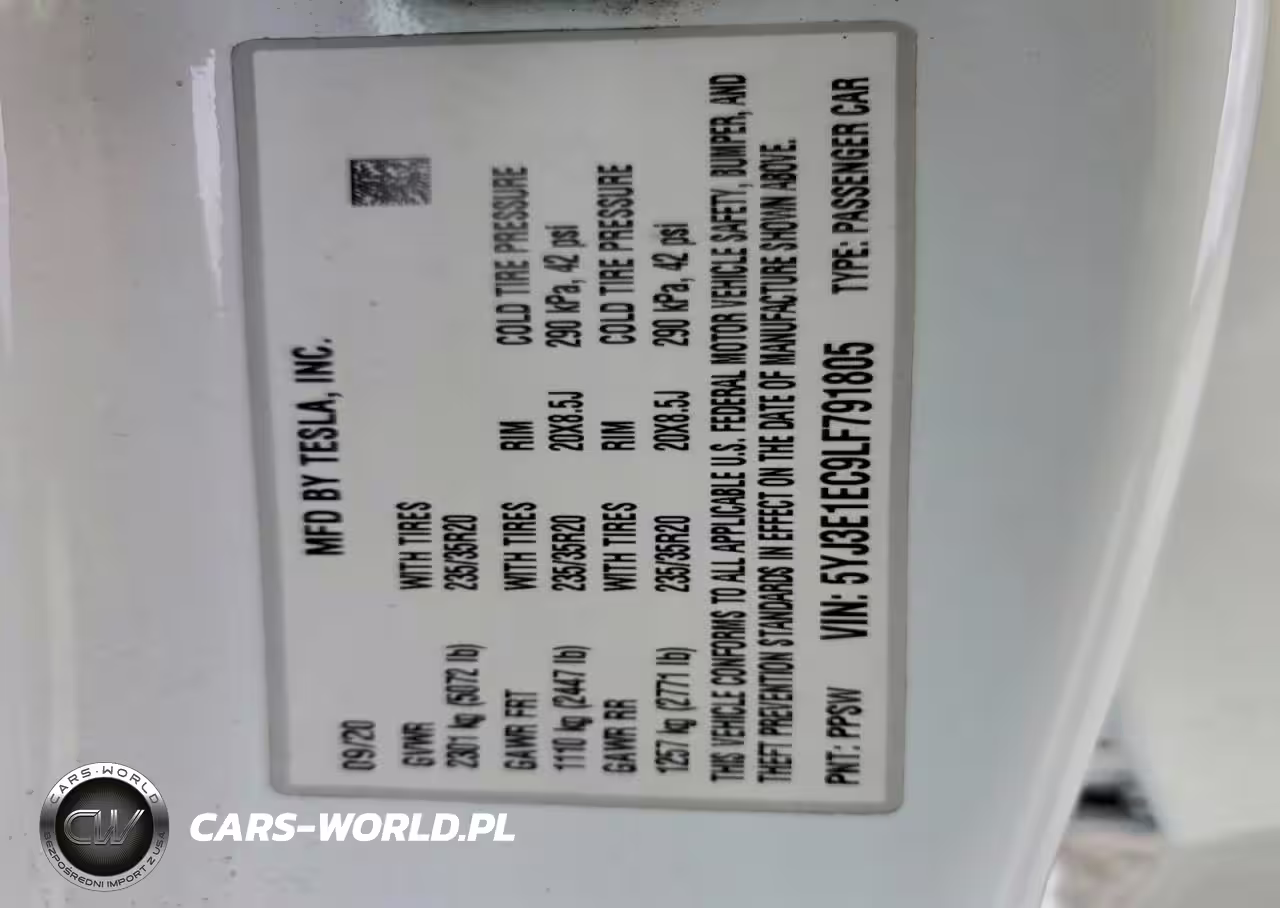 MFD BY TESLA, INC.
09/20
GVWR WITH TIRES
2301 kg (5072 lb) 235/35R20
GAWR FRT WITH TIRES RIM COLD TIRE PRESSURE
1110 kg (2447 lb) 235/35R20 20X8.5J 290 kPa, 42 psi
GAWR RR WITH TIRES RIM COLD TIRE PRESSURE
1257 kg (2771 lb) 235/35R20 20X8.5J 290 kPa, 42 psi
THIS VEHICLE CONFORMS TO ALL APPLICABLE U.S. FEDERAL MOTOR VEHICLE SAFETY, BUMPER, AND
THEFT PREVENTION STANDARDS IN EFFECT ON THE DATE OF MANUFACTURE SHOWN ABOVE.
PNT: PPSW VIN: 5YJ3E1EC9LF791805 TYPE: PASSENGER CAR
CARS-WORLD
CW
BEZPOŚREDNI IMPORT Z USA
CARS-WORLD.PL